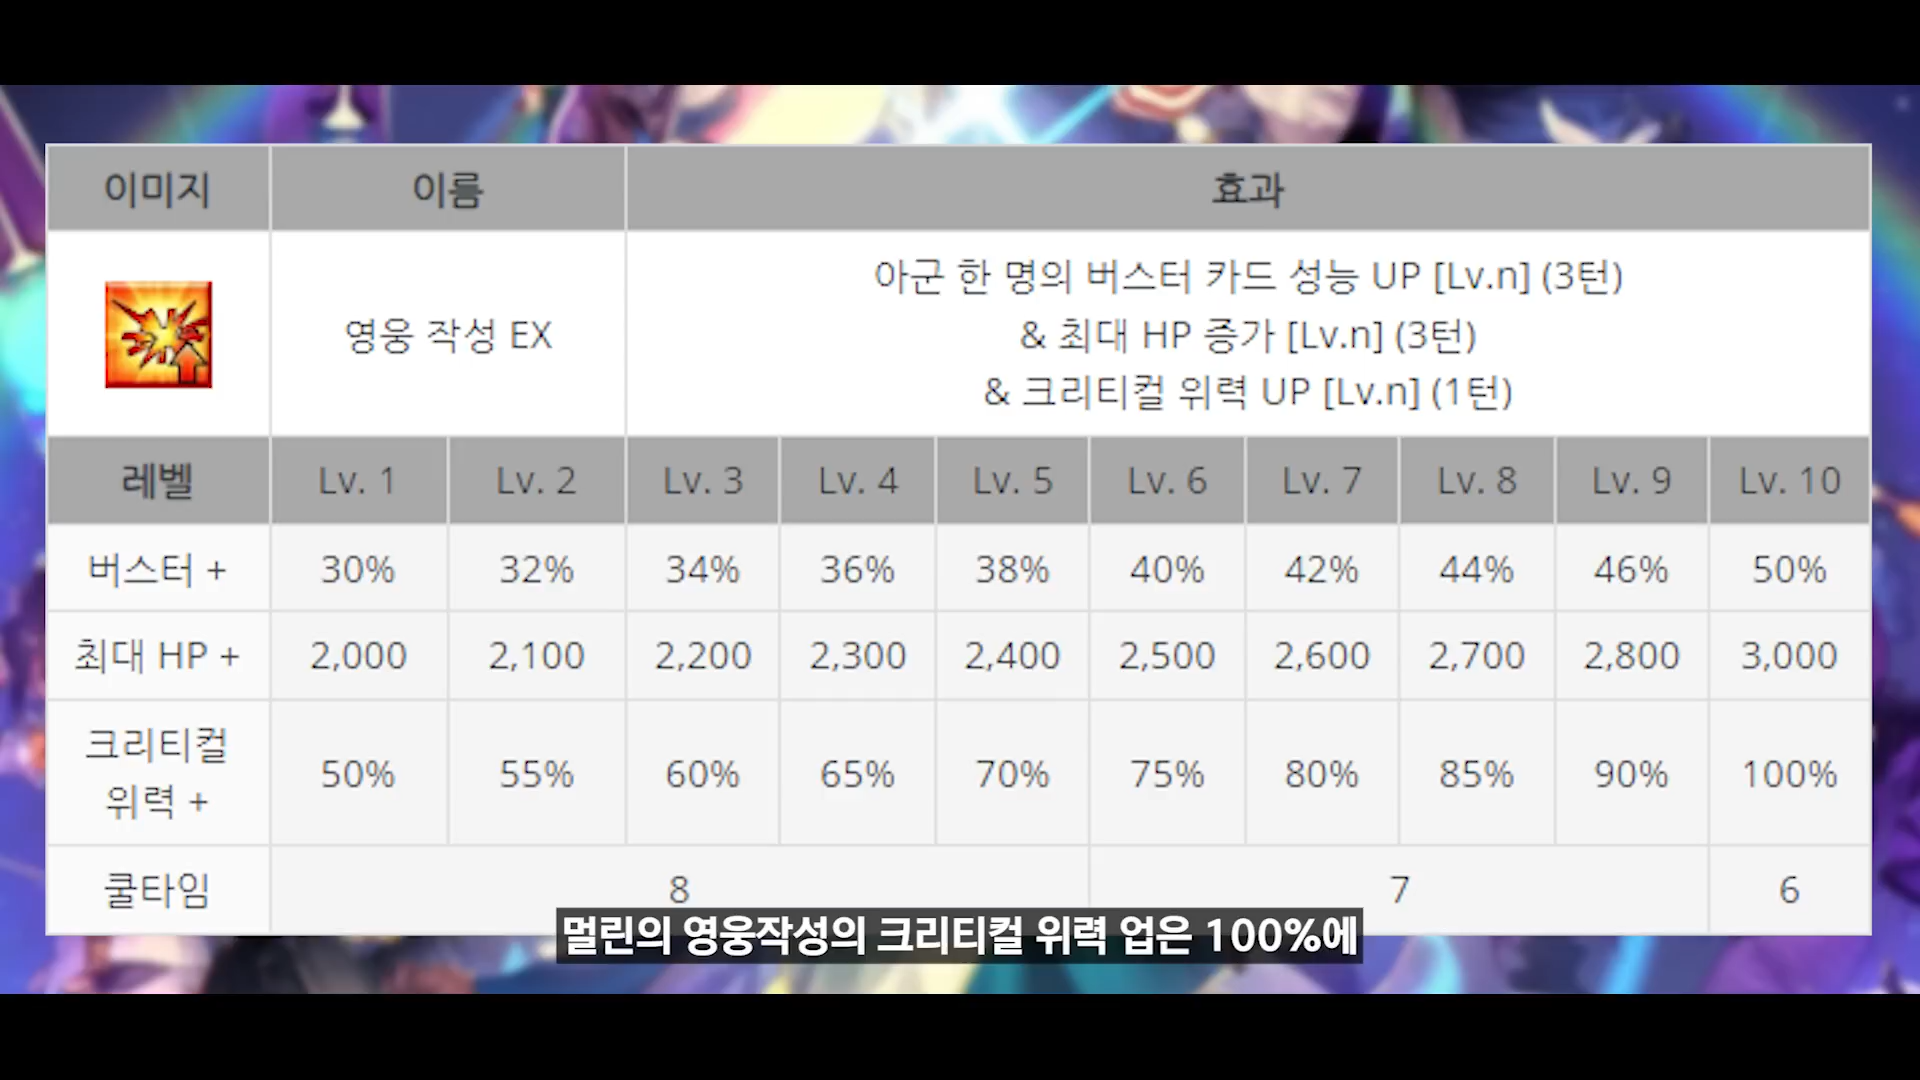 이미지 이름 효과
영웅 작성 EX
아군 한 명의 버스터 카드 성능 UP [Lv.n] (3턴)
& 최대 HP 증가 [Lv.n] (3턴)
& 크리티컬 위력 UP [Lv.n] (1턴)
레벨 Lv. 1 Lv. 2 Lv. 3 Lv. 4 Lv. 5 Lv. 6 Lv. 7 Lv. 8 Lv. 9 Lv. 10
버스터 + 30% 32% 34% 36% 38% 40% 42% 44% 46% 50%
최대 HP + 2,000 2,100 2,200 2,300 2,400 2,500 2,600 2,700 2,800 3,000
크리티컬
위력 + 50% 55% 60% 65% 70% 75% 80% 85% 90% 100%
쿨타임 8 7 6
멀린의 영웅작성의 크리티컬 위력 업은 100%에